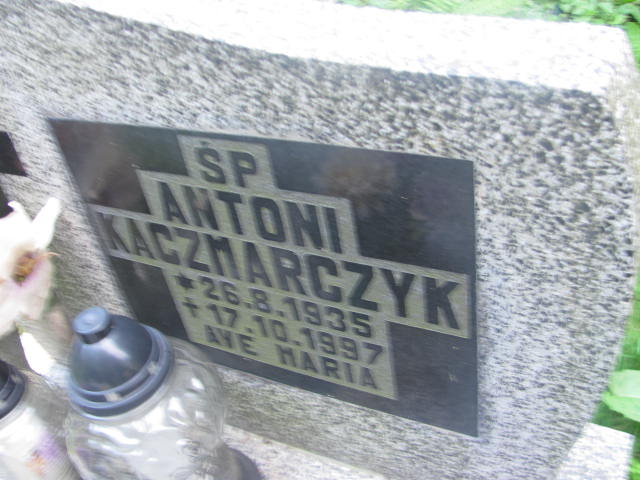 ŚP
ANTONI
KACZMARCZYK
*26.8.1935
+17.10.1997
AVE MARIA